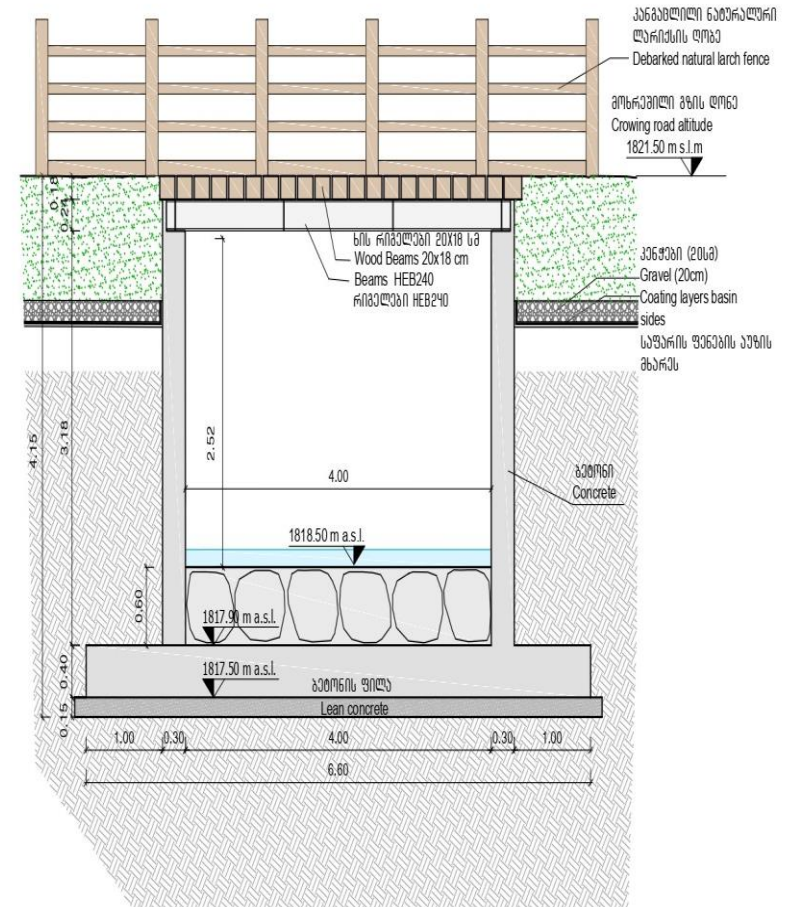 კანგაცლილი ნატურალური
ლარიქსის ღობე
Debarked natural larch fence
მოხრეშილი გზის დონე
Crowing road altitude
1821.50 m s.l.m
0.18
0.24
ხის რიგელები 20X18 სმ
Wood Beams 20x18 cm
Beams HEB240
რიგელები HEB240
კენჭები (20სმ)
Gravel (20cm)
Coating layers basin
sides
საფარის ფენების აუზის
მხარეს
4.15
3.18
2.52
4.00
ბეტონი
Concrete
1818.50 m a.s.l.
0.60
1817.90 m a.s.l.
0.40
1817.50 m a.s.l.
ბეტონის ფილა
0.15
Lean concrete
1.00 0.30 4.00 0.30 1.00
6.60